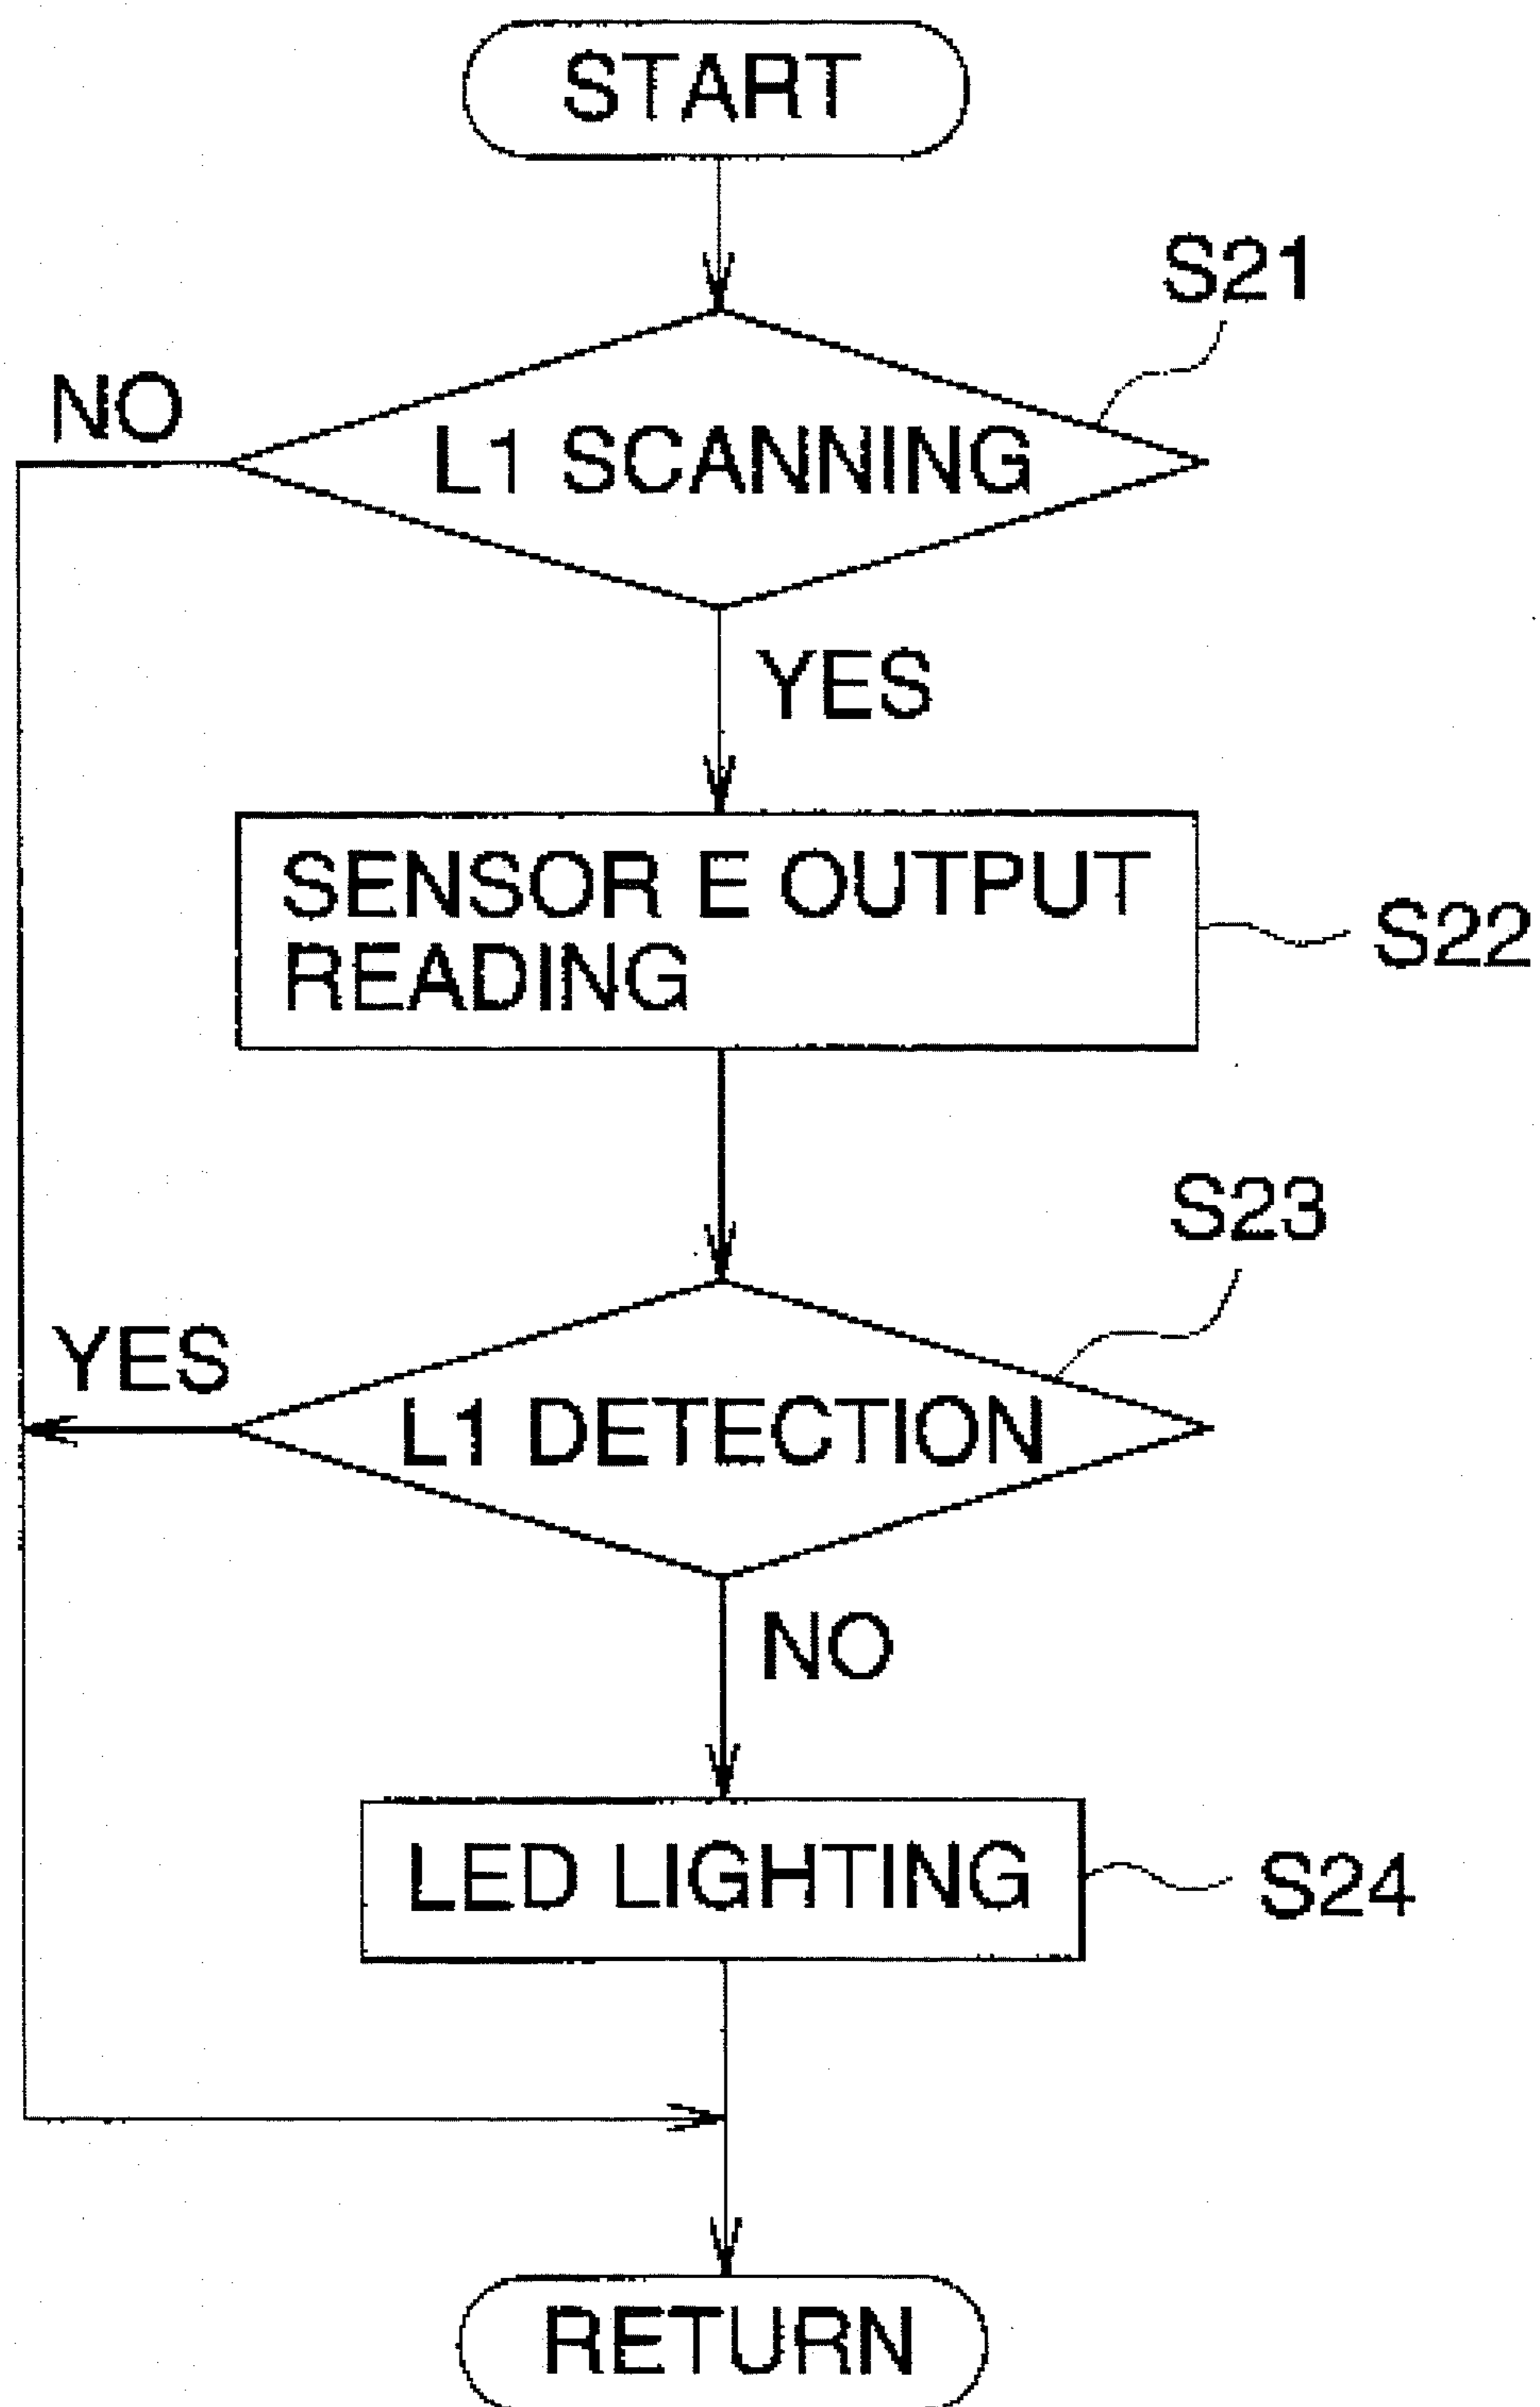 START
S21
NO
L1 SCANNING
YES
SENSOR E OUTPUT
READING
S22
S23
YES
L1 DETECTION
NO
LED LIGHTING
S24
RETURN